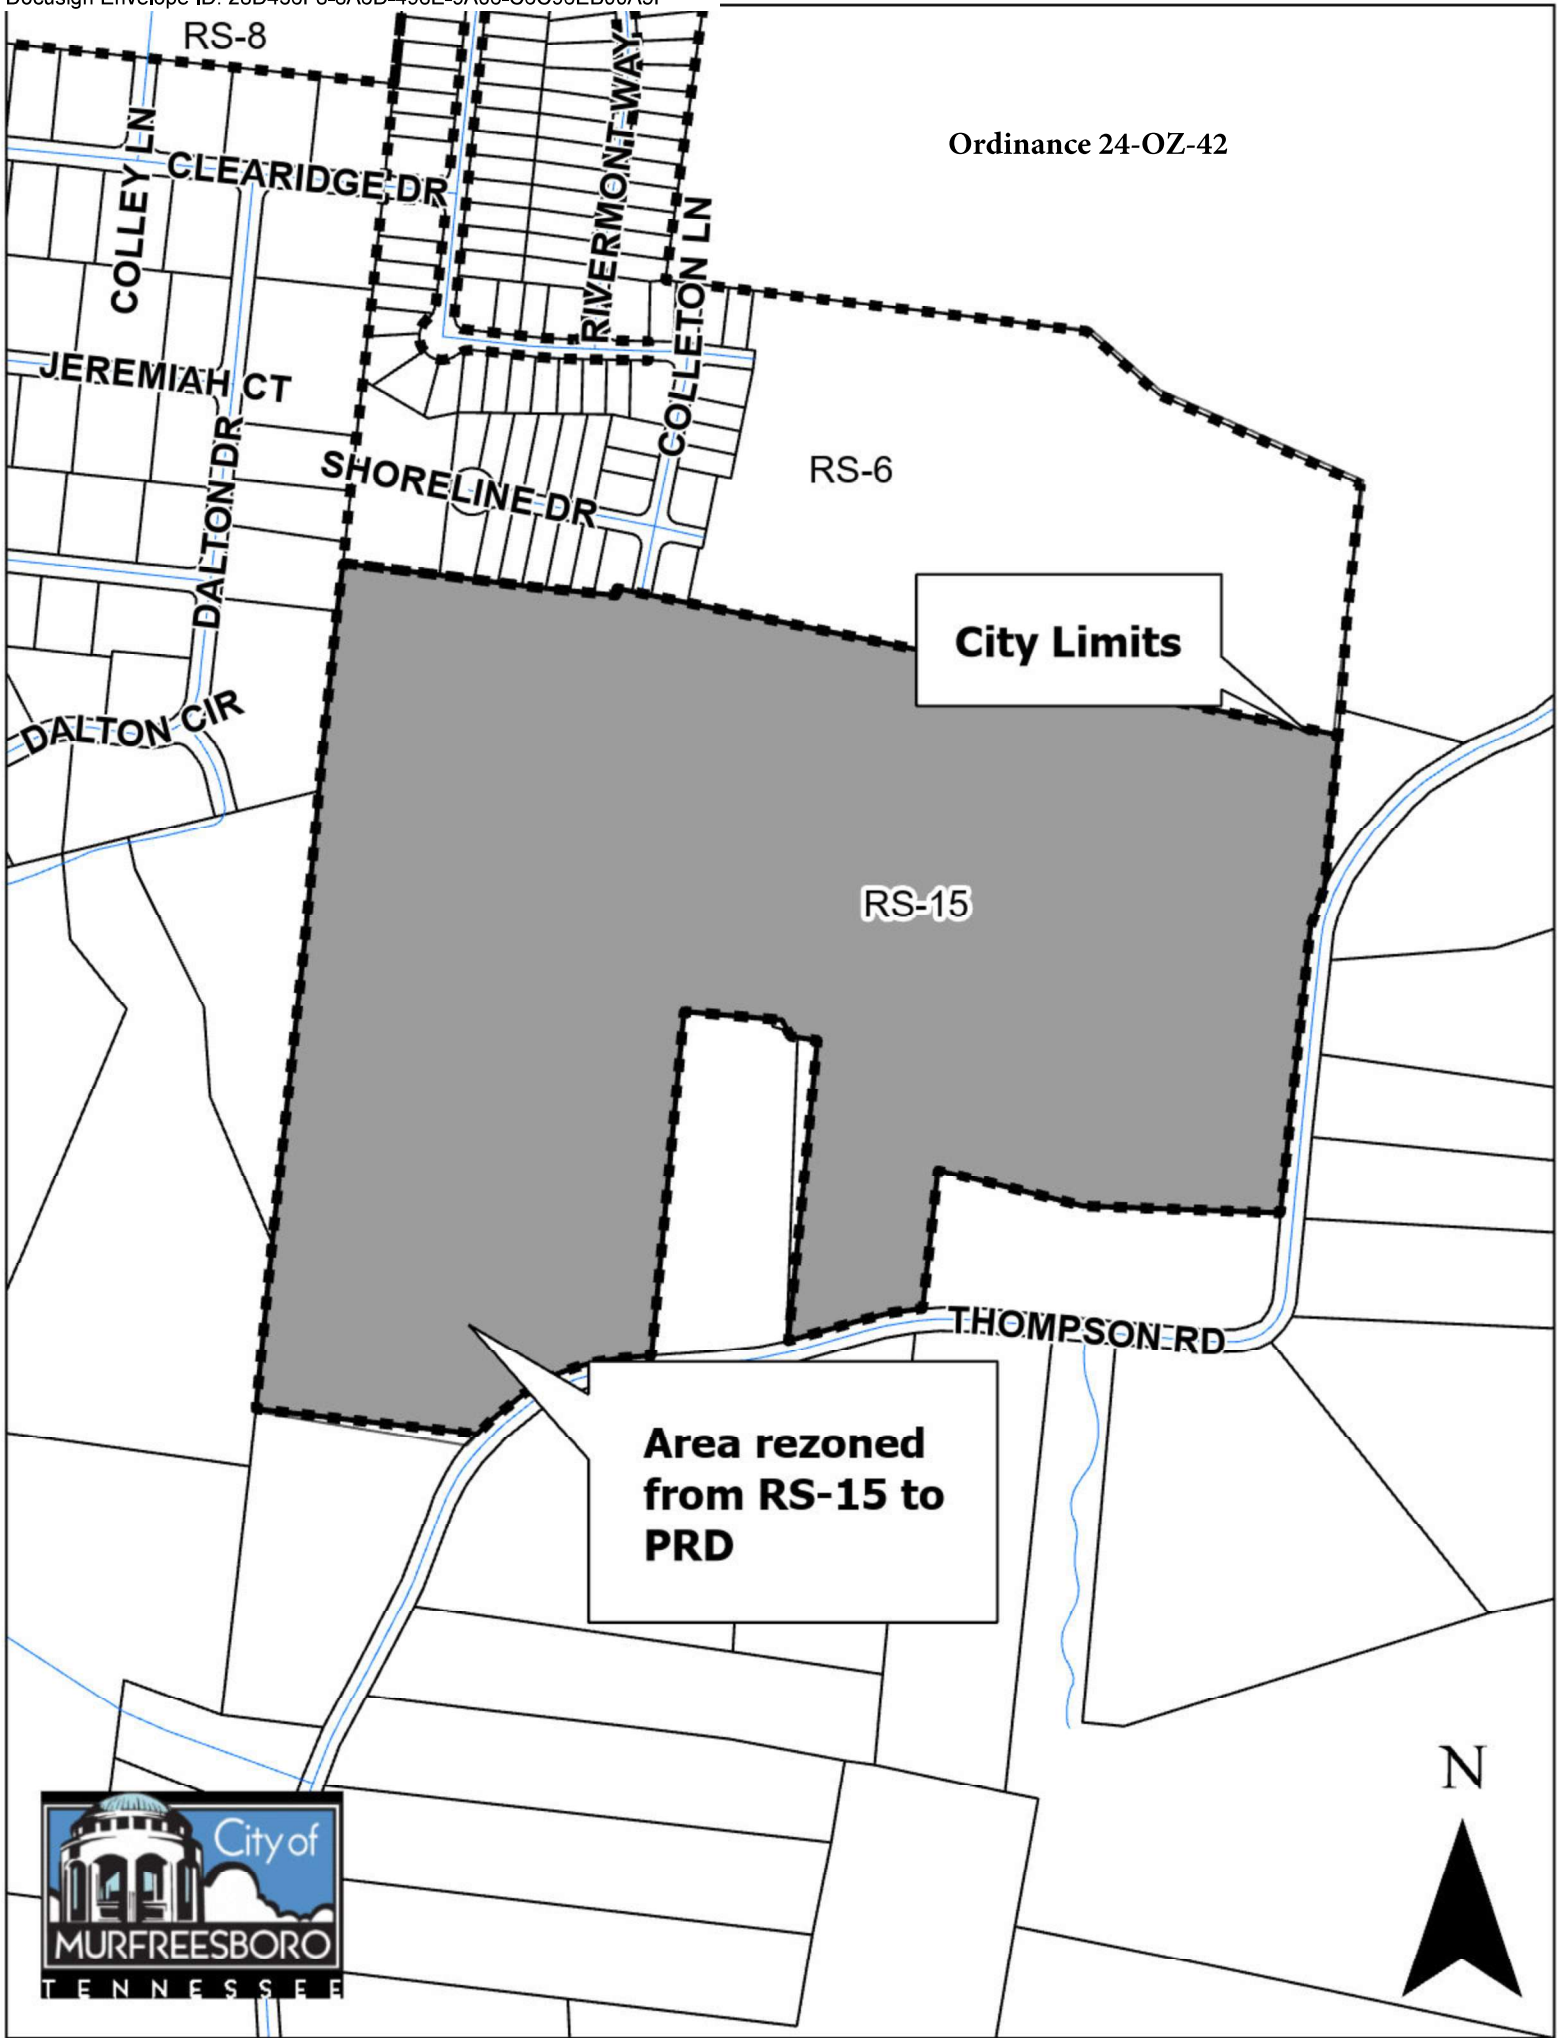 RS-8
Ordinance 24-OZ-42
COLLEY LN
CLEARIDGE DR
RIVERMONT WAY
COLLETON LN
JEREMIAH CT
DALTON DR
SHORELINE DR
RS-6
City Limits
DALTON CIR
RS-15
THOMPSON RD
Area rezoned
from RS-15 to
PRD
N
City of
MURFREESBORO
TENNESSEE